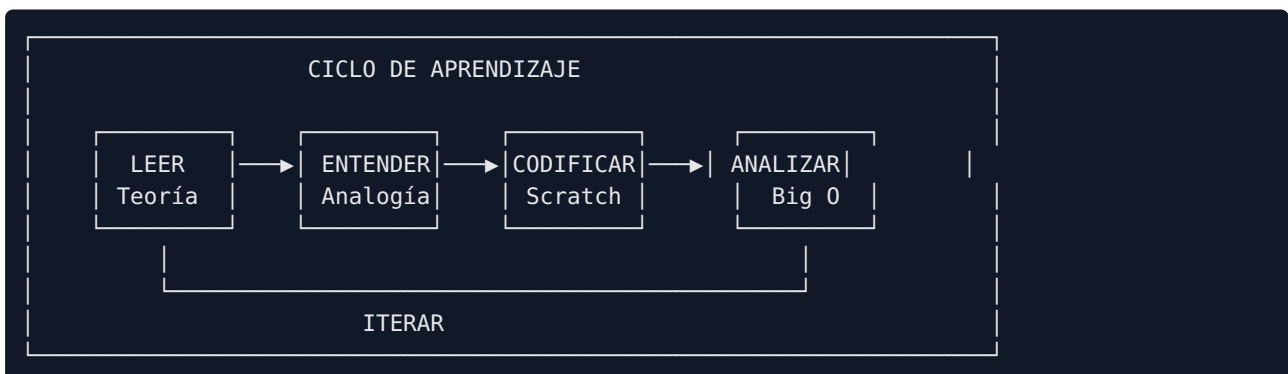 CICLO DE APRENDIZAJE
LEER ENTENDER CODIFICAR ANALIZAR
Teoría Analogía Scratch Big O
ITERAR